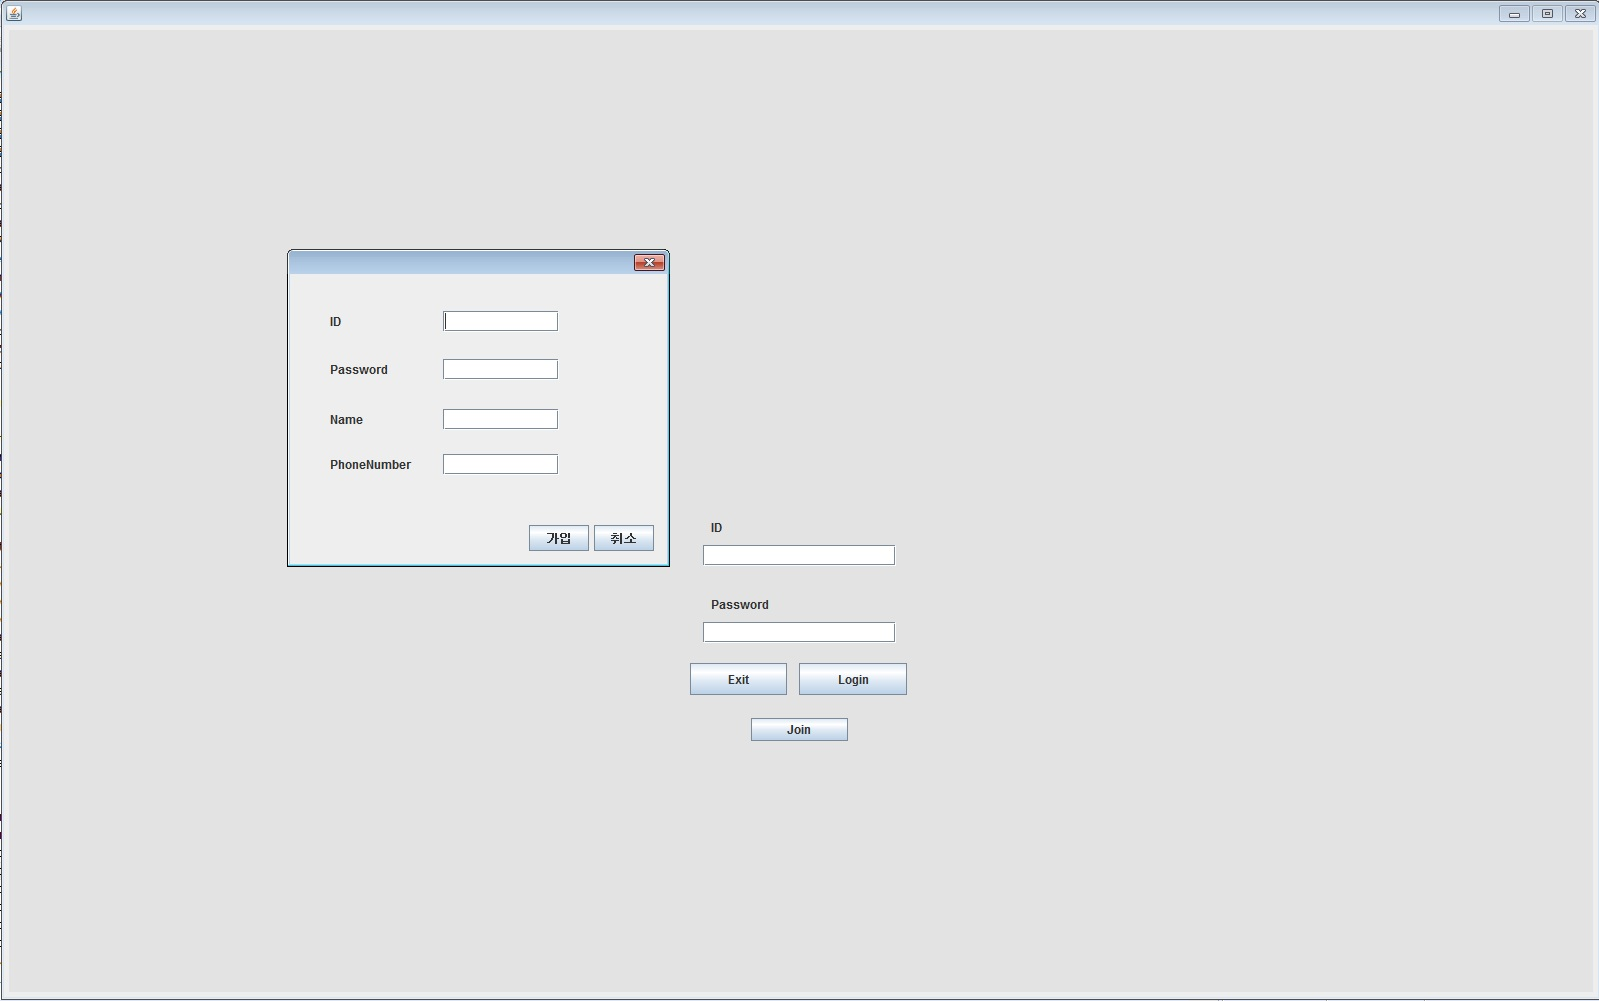 ID
Password
Name
PhoneNumber
가입 취소
ID
Password
Exit Login
Join